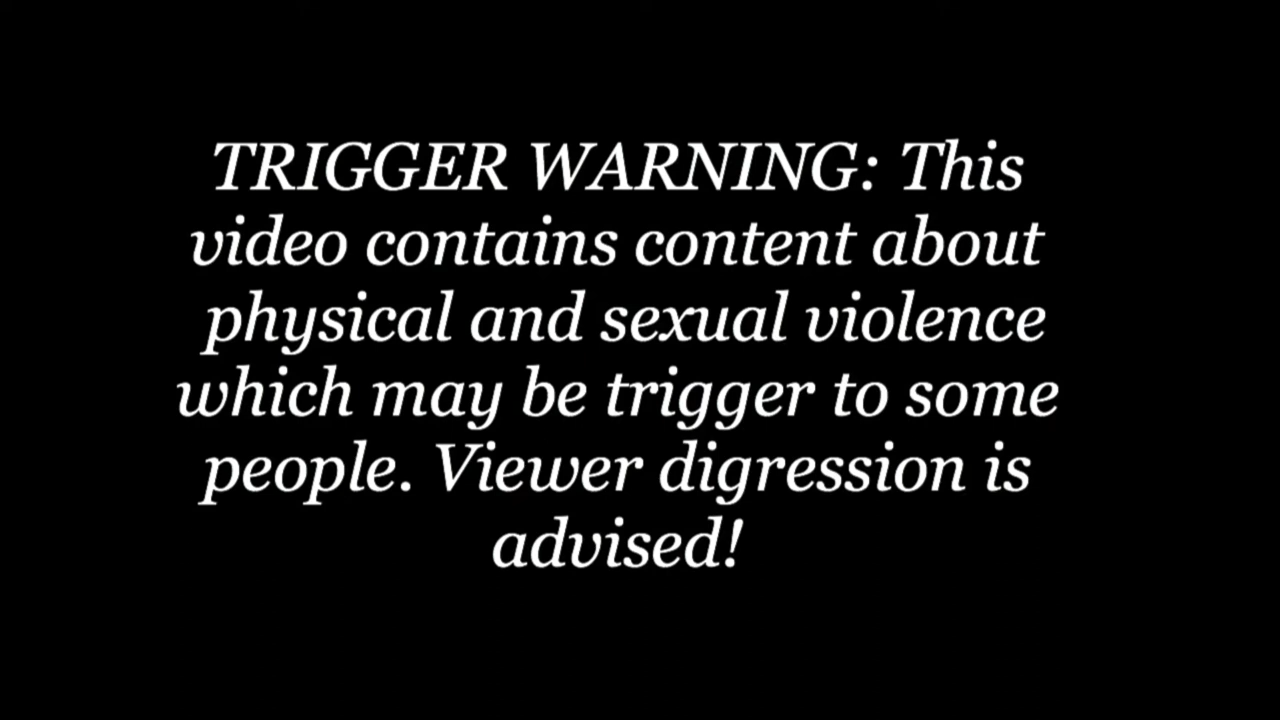 TRIGGER WARNING: This
video contains content about
physical and sexual violence
which may be trigger to some
people. Viewer digression is
advised!